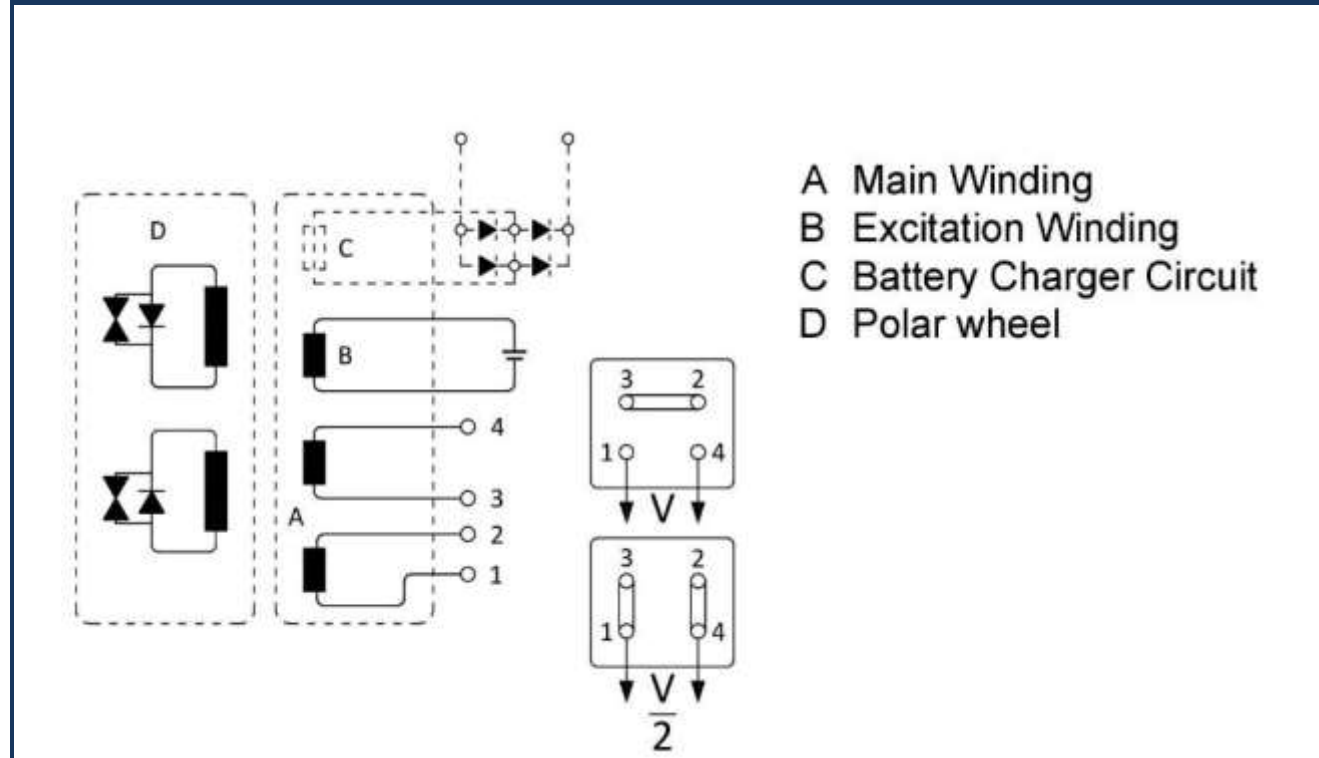 A Main Winding
B Excitation Winding
C Battery Charger Circuit
D Polar wheel
D
C
B
A
4
3
2
1
3 2
1 4
V
3 2
1 4
V
2